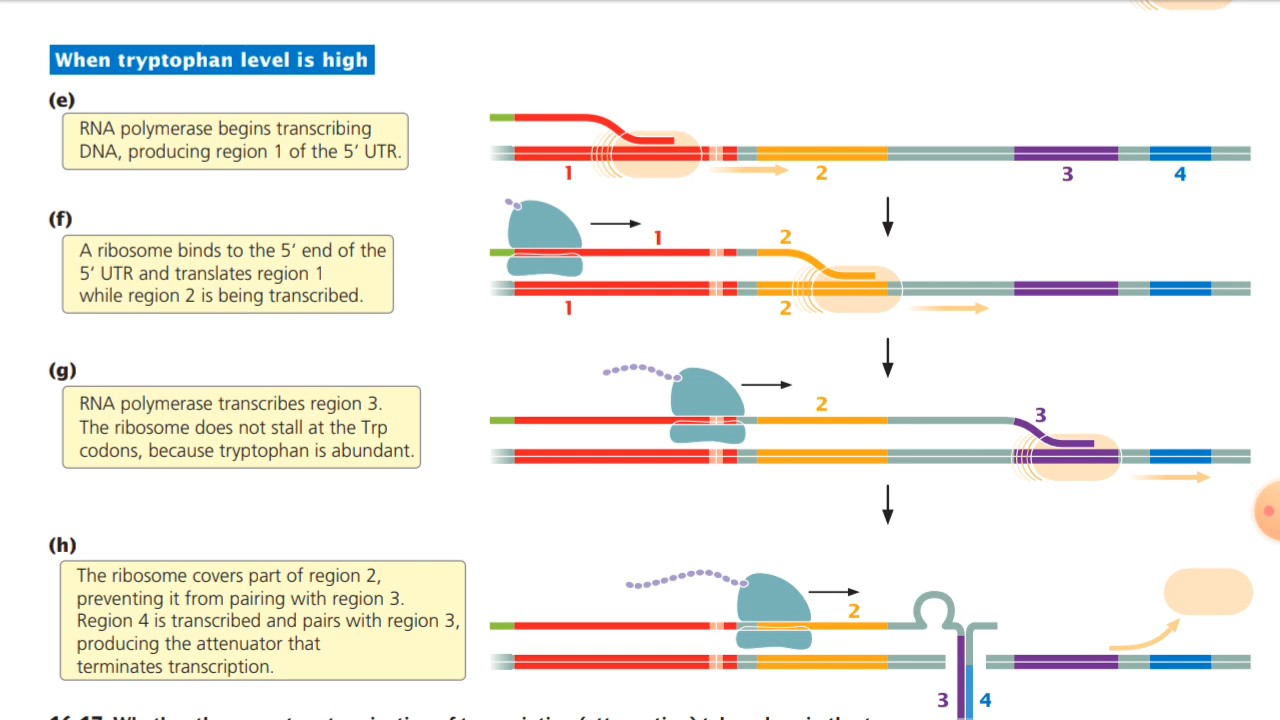 When tryptophan level is high
(e)
RNA polymerase begins transcribing
DNA, producing region 1 of the 5′ UTR.
1
2
3
4
(f)
A ribosome binds to the 5′ end of the
5′ UTR and translates region 1
while region 2 is being transcribed.
1
2
1
2
(g)
RNA polymerase transcribes region 3.
The ribosome does not stall at the Trp
codons, because tryptophan is abundant.
2
3
(h)
The ribosome covers part of region 2,
preventing it from pairing with region 3.
Region 4 is transcribed and pairs with region 3,
producing the attenuator that
terminates transcription.
2
3
4